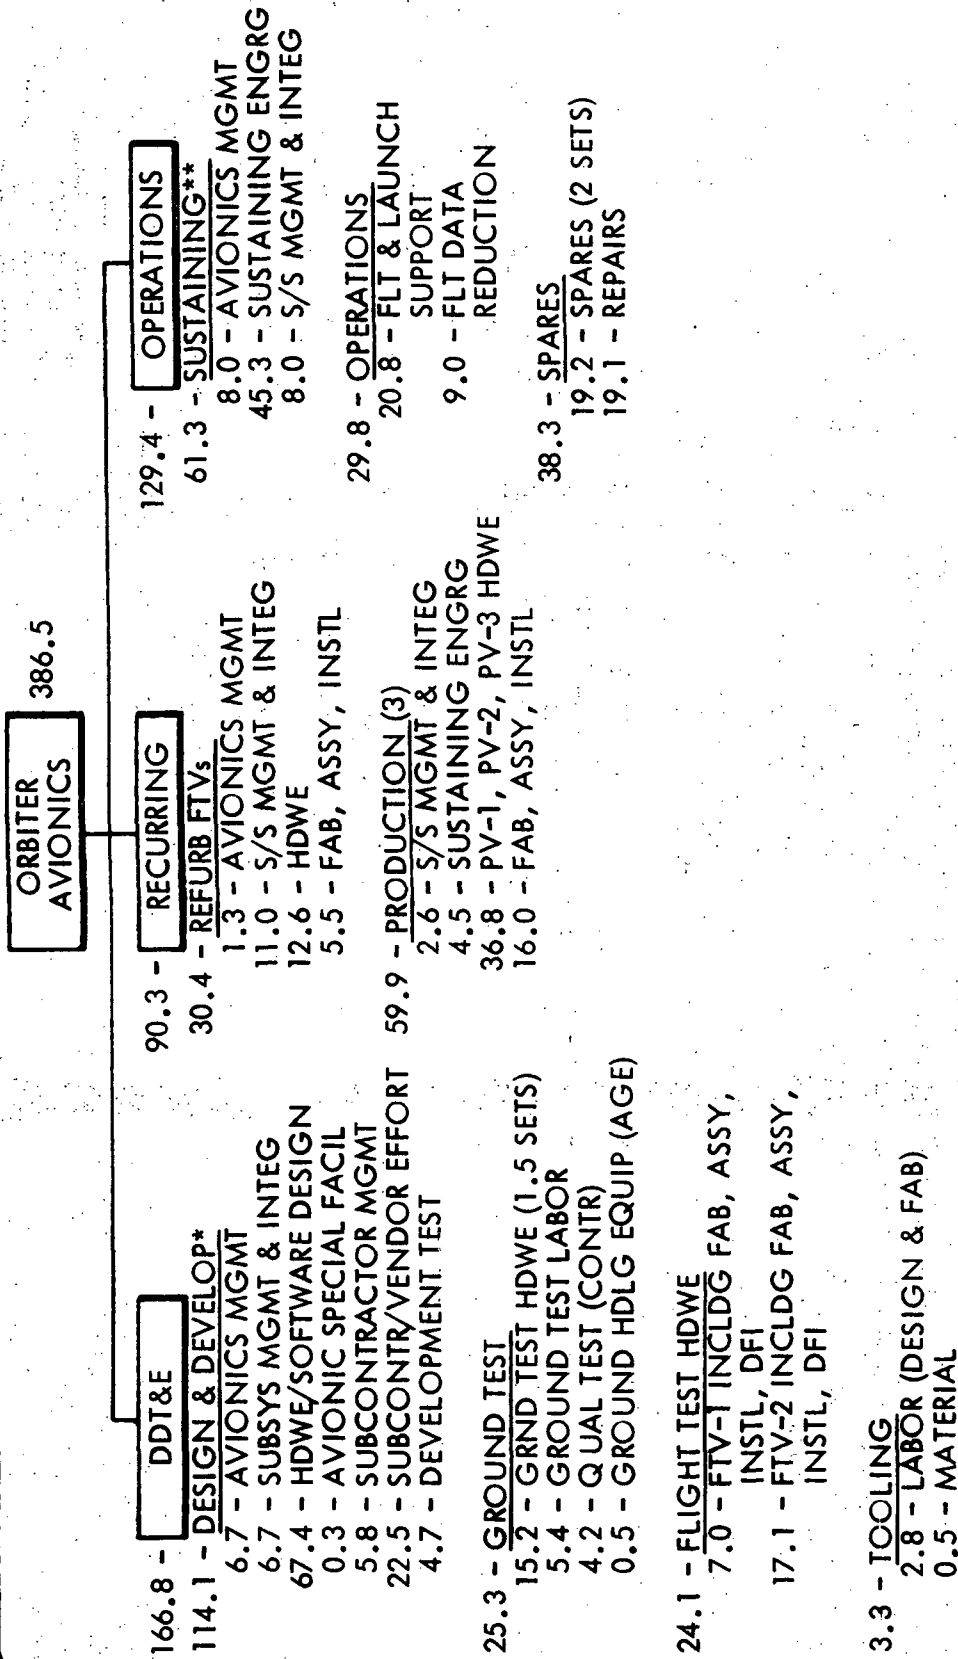 ORBITER
AVIONICS
386.5
166.8 - DDT&E
114.1 - DESIGN & DEVELOP*
6.7 - AVIONICS MGMT
6.7 - SUBSYS MGMT & INTEG
67.4 - HDWE/SOFTWARE DESIGN
0.3 - AVIONIC SPECIAL FACIL
5.8 - SUBCONTRACTOR MGMT
22.5 - SUBCONTR/VENDOR EFFORT
4.7 - DEVELOPMENT TEST
25.3 - GROUND TEST
15.2 - GRND TEST HDWE (1.5 SETS)
5.4 - GROUND TEST LABOR
4.2 - QUAL TEST (CONTR)
0.5 - GROUND HDLG EQUIP (AGE)
24.1 - FLIGHT TEST HDWE
7.0 - FTV-1 INCLDG FAB, ASSY,
INSTL, DFI
17.1 - FTV-2 INCLDG FAB, ASSY,
INSTL, DFI
3.3 - TOOLING
2.8 - LABOR (DESIGN & FAB)
0.5 - MATERIAL
90.3 - RECURRING
30.4 - REFURB FTVs
1.3 - AVIONICS MGMT
11.0 - S/S MGMT & INTEG
12.6 - HDWE
5.5 - FAB, ASSY, INSTL
59.9 - PRODUCTION (3)
2.6 - S/S MGMT & INTEG
4.5 - SUSTAINING ENGRG
36.8 - PV-1, PV-2, PV-3 HDWE
16.0 - FAB, ASSY, INSTL
129.4 - OPERATIONS
61.3 - SUSTAINING**
8.0 - AVIONICS MGMT
45.3 - SUSTAINING ENGRG
8.0 - S/S MGMT & INTEG
29.8 - OPERATIONS
20.8 - FLT & LAUNCH
SUPPORT
9.0 - FLT DATA
REDUCTION
38.3 - SPARES
19.2 - SPARES (2 SETS)
19.1 - REPAIRS